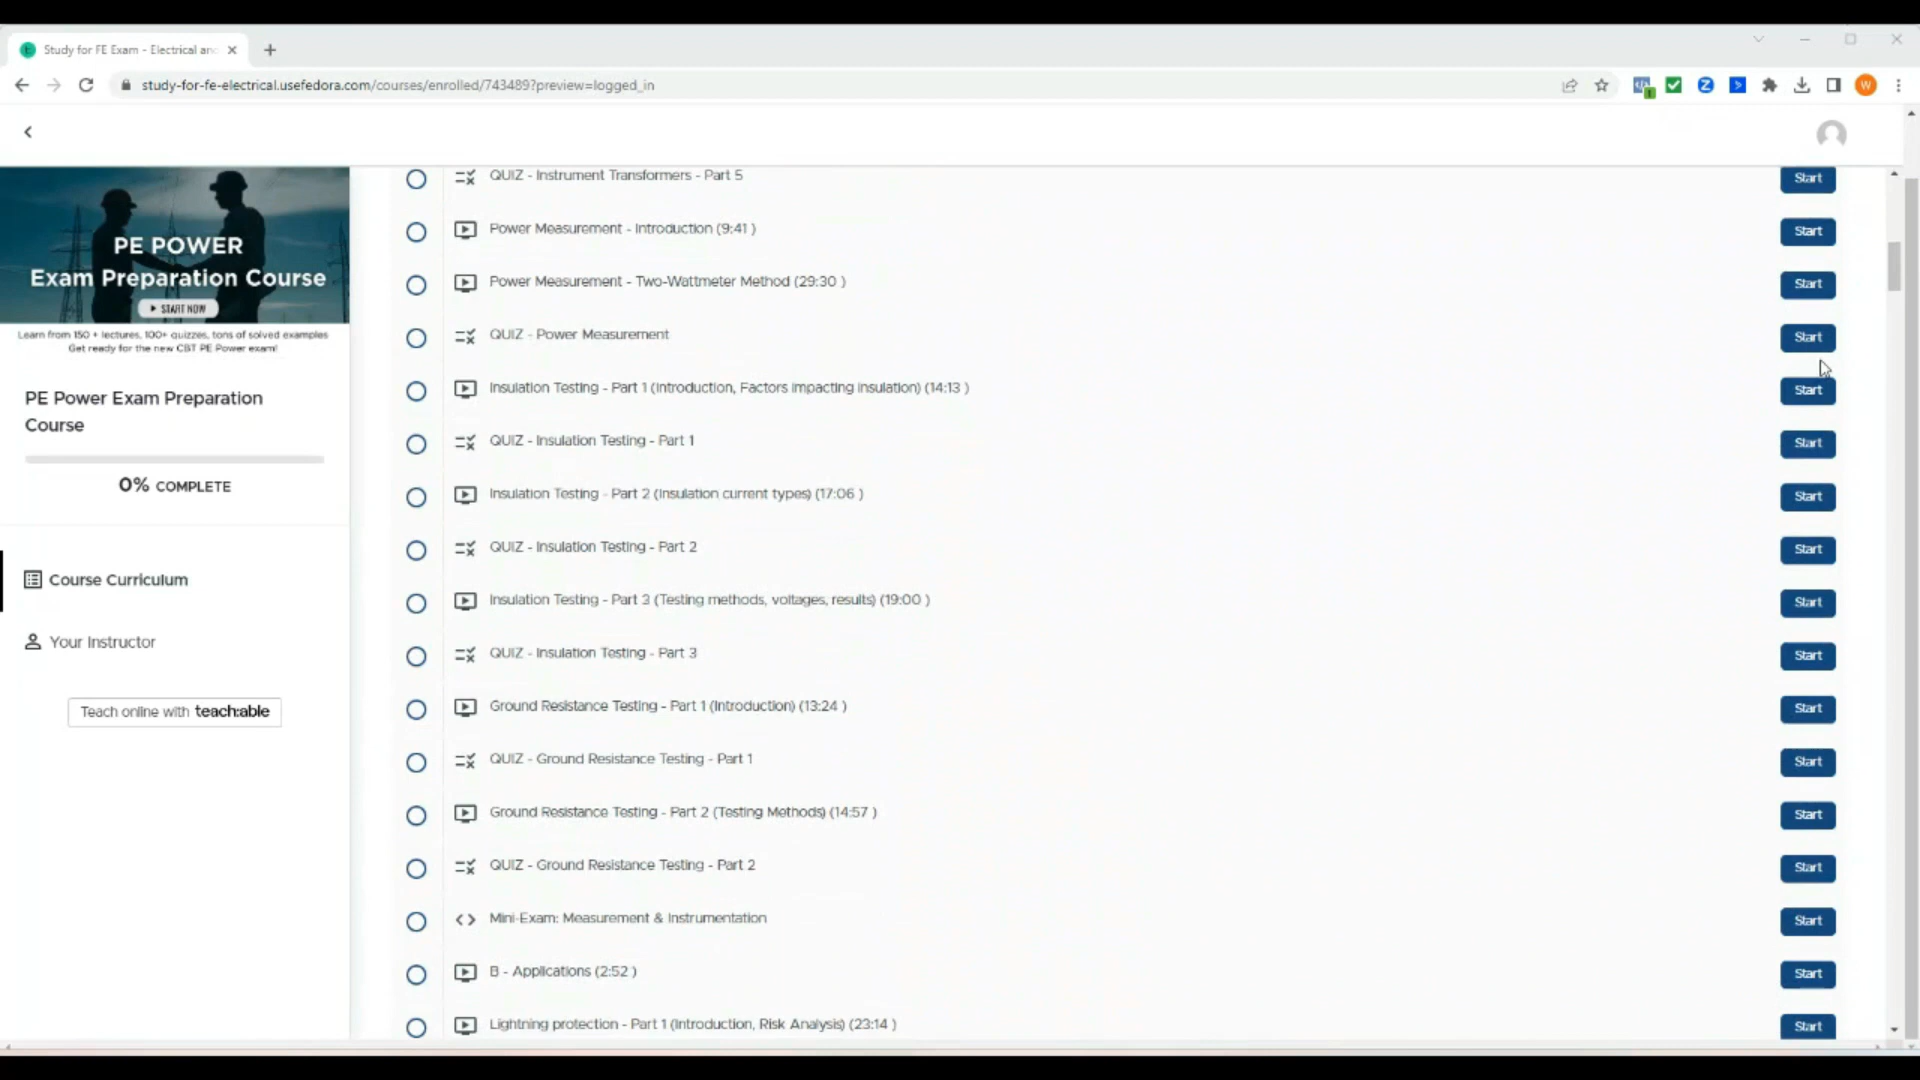 Study for FE Exam - Electrical an
study-for-fe-electrical.usefedora.com/courses/enrolled/743489?preview=logged_in
W
PE POWER
Exam Preparation Course
START NOW
Learn from 150 + lectures, 100+ quizzes, tons of solved examples
Get ready for the new CBT PE Power exam!
PE Power Exam Preparation
Course
0% COMPLETE
Course Curriculum
Your Instructor
Teach online with teach:able
QUIZ - Instrument Transformers - Part 5 Start
Power Measurement - Introduction (9:41 ) Start
Power Measurement - Two-Wattmeter Method (29:30 ) Start
QUIZ - Power Measurement Start
Insulation Testing - Part 1 (Introduction, Factors impacting insulation) (14:13 ) Start
QUIZ - Insulation Testing - Part 1 Start
Insulation Testing - Part 2 (Insulation current types) (17:06 ) Start
QUIZ - Insulation Testing - Part 2 Start
Insulation Testing - Part 3 (Testing methods, voltages, results) (19:00 ) Start
QUIZ - Insulation Testing - Part 3 Start
Ground Resistance Testing - Part 1 (Introduction) (13:24 ) Start
QUIZ - Ground Resistance Testing - Part 1 Start
Ground Resistance Testing - Part 2 (Testing Methods) (14:57 ) Start
QUIZ - Ground Resistance Testing - Part 2 Start
Mini-Exam: Measurement & Instrumentation Start
B - Applications (2:52 ) Start
Lightning protection - Part 1 (Introduction, Risk Analysis) (23:14 ) Start